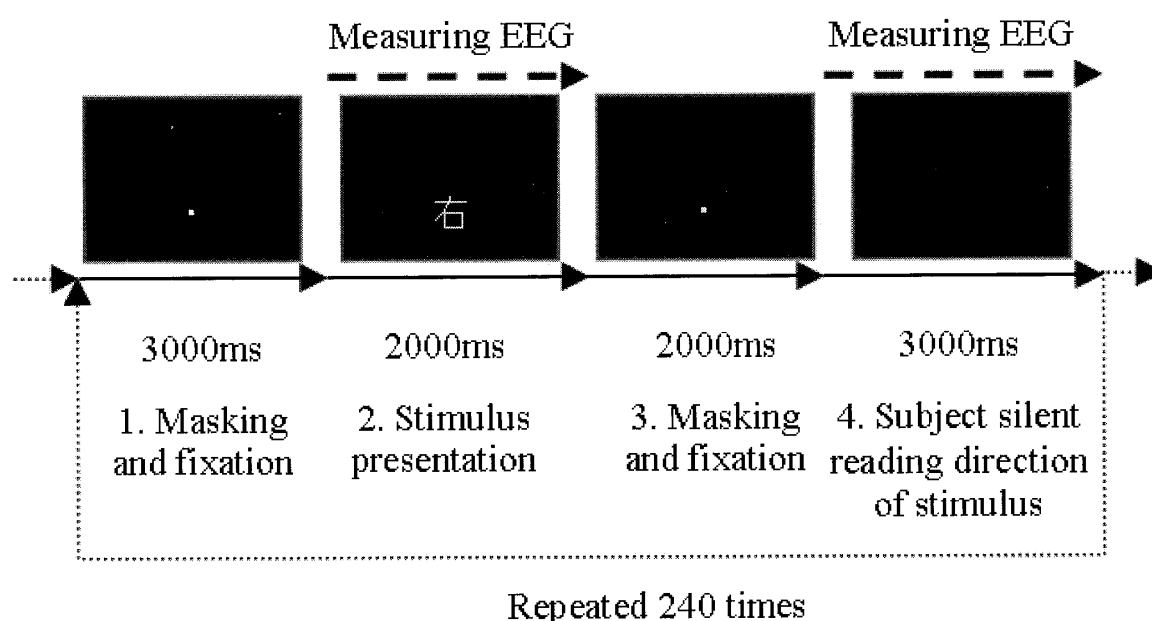 Measuring EEG
Measuring EEG
右
3000ms
2000ms
2000ms
3000ms
1. Masking
and fixation
2. Stimulus
presentation
3. Masking
and fixation
4. Subject silent
reading direction
of stimulus
Repeated 240 times